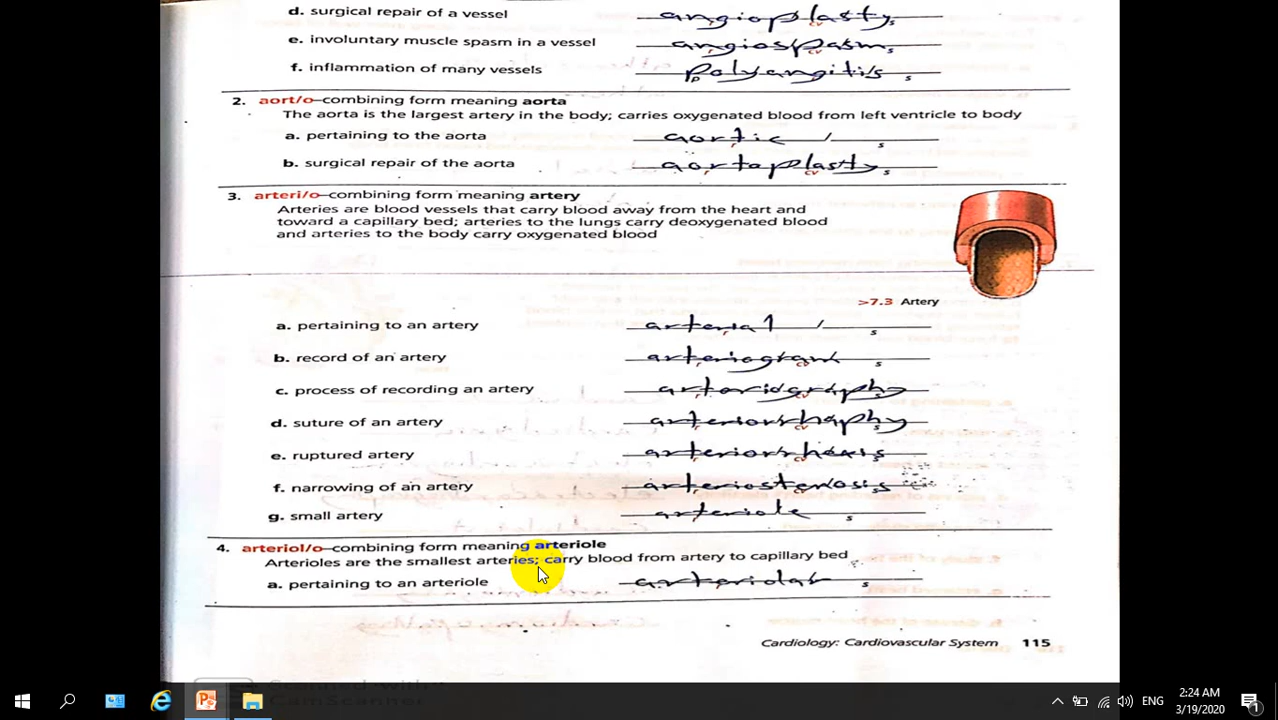 d. surgical repair of a vessel angioplasty
e. involuntary muscle spasm in a vessel angiospasm
f. inflammation of many vessels polyangitis
2. aort/o–combining form meaning aorta
The aorta is the largest artery in the body; carries oxygenated blood from left ventricle to body
a. pertaining to the aorta aortic /
b. surgical repair of the aorta aortaplasty
3. arteri/o–combining form meaning artery
Arteries are blood vessels that carry blood away from the heart and
toward a capillary bed; arteries to the lungs carry deoxygenated blood
and arteries to the body carry oxygenated blood
>7.3 Artery
a. pertaining to an artery arterial /
b. record of an artery arteriogram
c. process of recording an artery arteriography
d. suture of an artery arteriorrhaphy
e. ruptured artery arteriorrhexis
f. narrowing of an artery arteriostenosis
g. small artery arteriole
4. arteriol/o–combining form meaning arteriole
Arterioles are the smallest arteries; carry blood from artery to capillary bed
a. pertaining to an arteriole arteriolar
Cardiology: Cardiovascular System 115
Scanned with
CamScanner
ENG
2:24 AM
3/19/2020